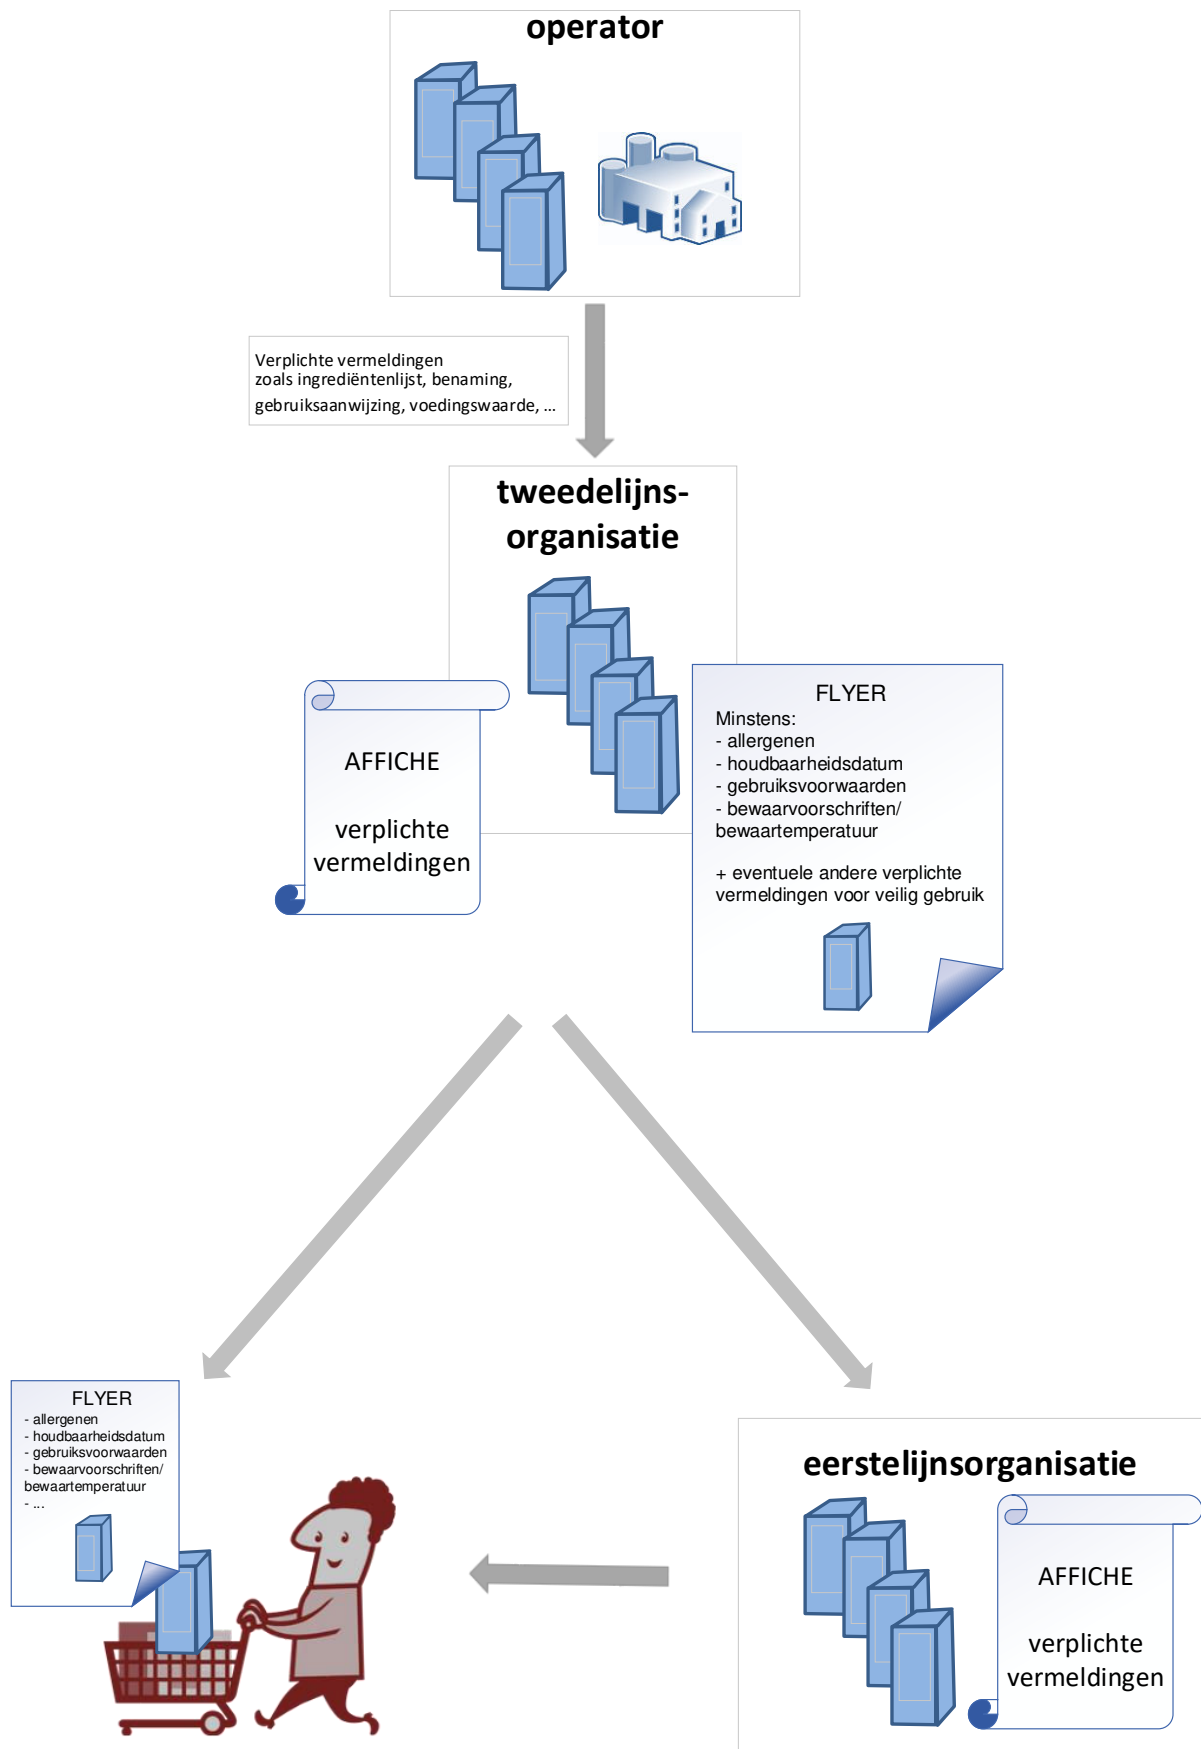 operator
Verplichte vermeldingen
zoals ingrediëntenlijst, benaming,
gebruiksaanwijzing, voedingswaarde, ...
tweedelijns-
organisatie
AFFICHE
verplichte
vermeldingen
FLYER
Minstens:
- allergenen
- houdbaarheidsdatum
- gebruiksvoorwaarden
- bewaarvoorschriften/
bewaartemperatuur
+ eventuele andere verplichte
vermeldingen voor veilig gebruik
FLYER
- allergenen
- houdbaarheidsdatum
- gebruiksvoorwaarden
- bewaarvoorschriften/
bewaartemperatuur
- ...
eerstelijnsorganisatie
AFFICHE
verplichte
vermeldingen